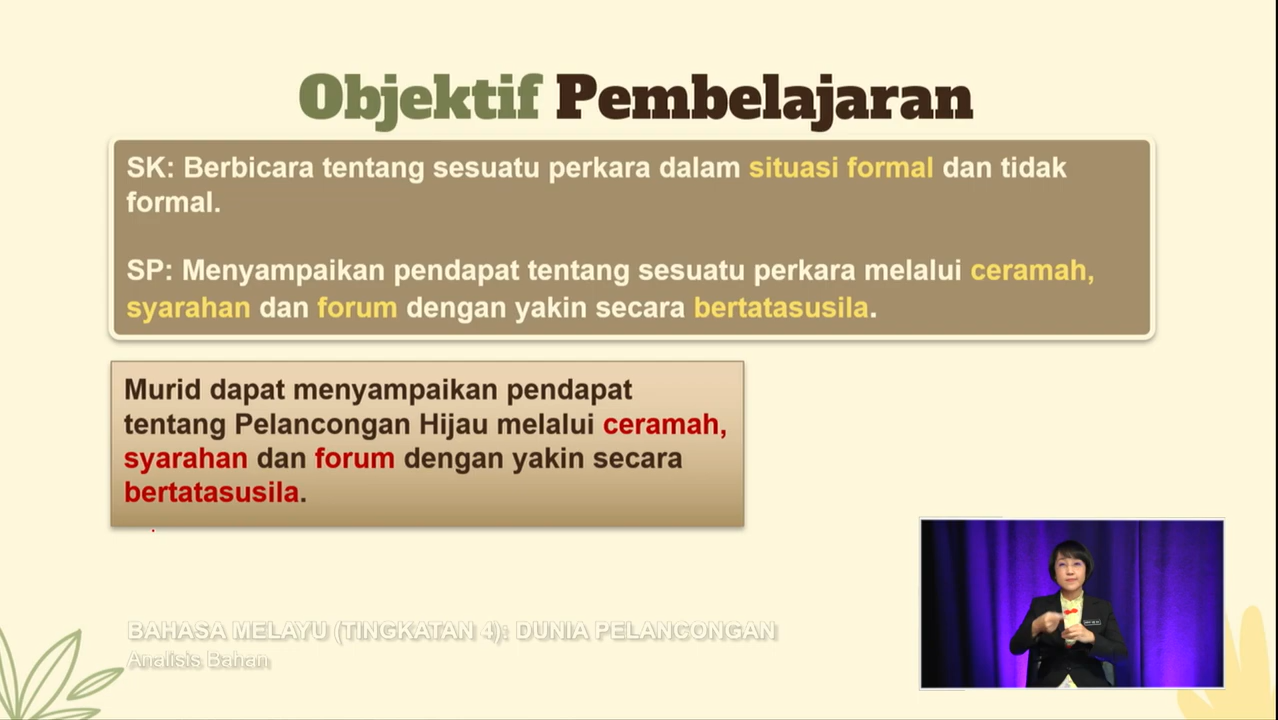 Objektif Pembelajaran
SK: Berbicara tentang sesuatu perkara dalam situasi formal dan tidak
formal.
SP: Menyampaikan pendapat tentang sesuatu perkara melalui ceramah,
syarahan dan forum dengan yakin secara bertatasusila.
Murid dapat menyampaikan pendapat
tentang Pelancongan Hijau melalui ceramah,
syarahan dan forum dengan yakin secara
bertatasusila.
BAHASA MELAYU (TINGKATAN 4): DUNIA PELANCONGAN
Analisis Bahan